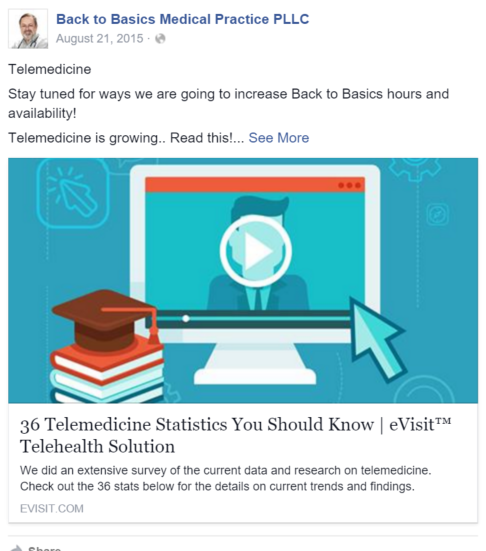 Back to Basics Medical Practice PLLC
August 21, 2015 ·
Telemedicine
Stay tuned for ways we are going to increase Back to Basics hours and
availability!
Telemedicine is growing.. Read this!... See More
36 Telemedicine Statistics You Should Know | eVisit™
Telehealth Solution
We did an extensive survey of the current data and research on telemedicine.
Check out the 36 stats below for the details on current trends and findings.
EVISIT.COM
Share